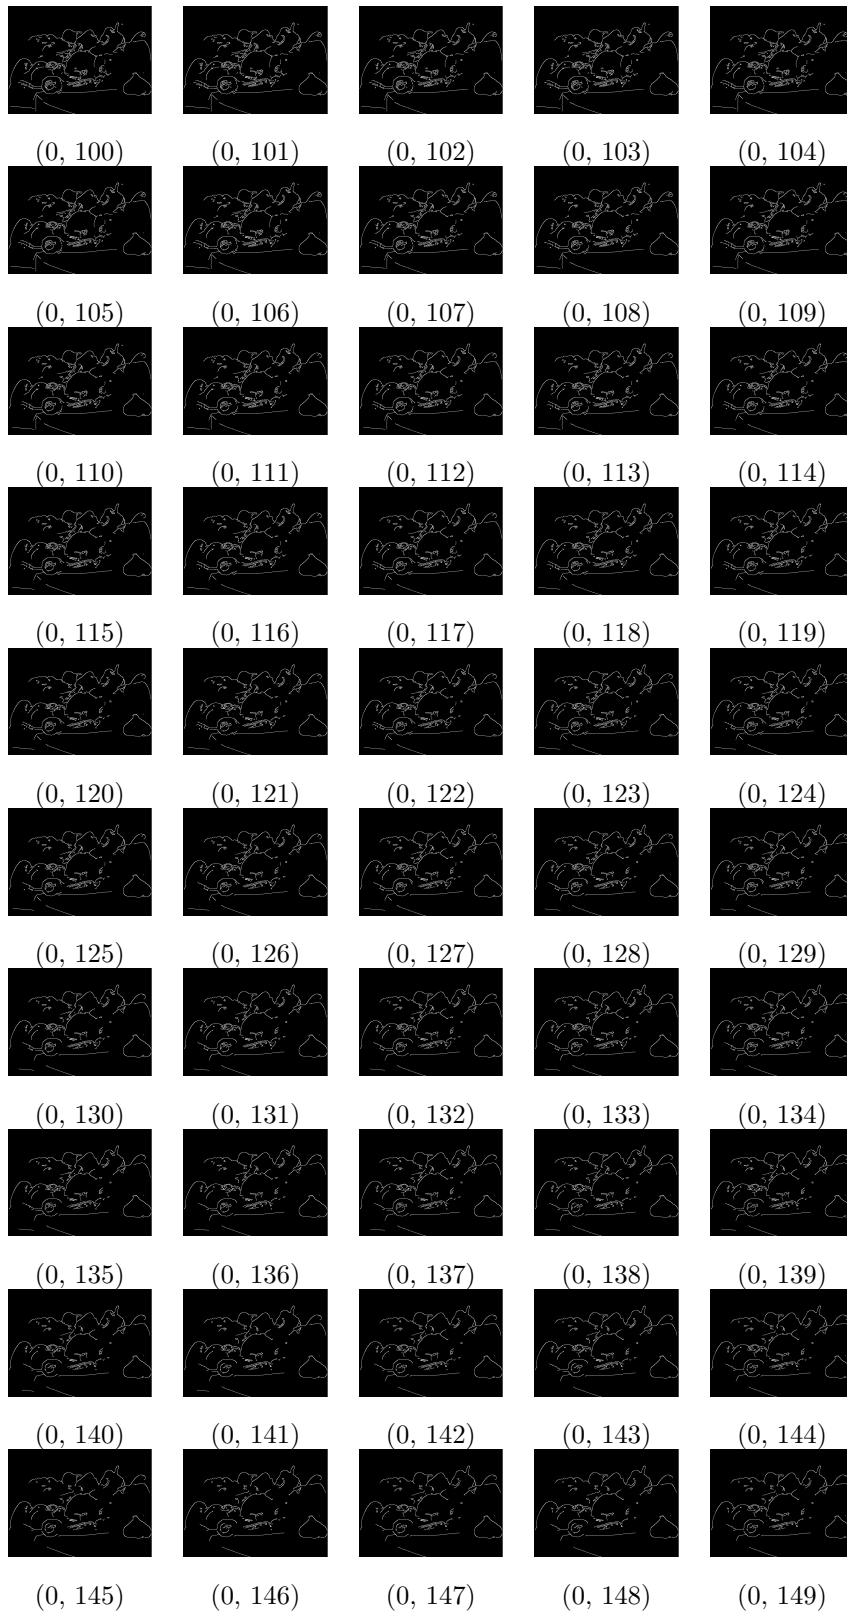 (0, 100) (0, 101) (0, 102) (0, 103) (0, 104)
(0, 105) (0, 106) (0, 107) (0, 108) (0, 109)
(0, 110) (0, 111) (0, 112) (0, 113) (0, 114)
(0, 115) (0, 116) (0, 117) (0, 118) (0, 119)
(0, 120) (0, 121) (0, 122) (0, 123) (0, 124)
(0, 125) (0, 126) (0, 127) (0, 128) (0, 129)
(0, 130) (0, 131) (0, 132) (0, 133) (0, 134)
(0, 135) (0, 136) (0, 137) (0, 138) (0, 139)
(0, 140) (0, 141) (0, 142) (0, 143) (0, 144)
(0, 145) (0, 146) (0, 147) (0, 148) (0, 149)